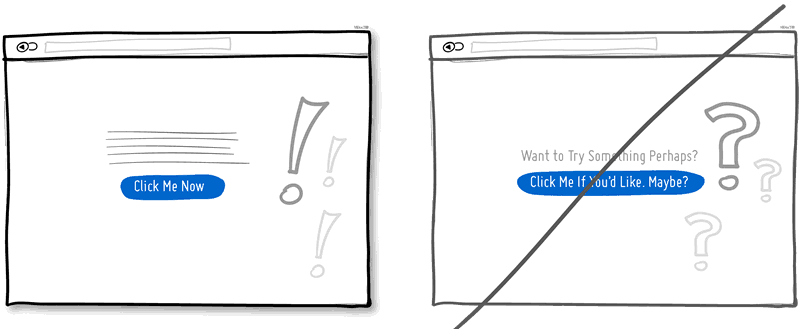 Click Me Now
Want to Try Something Perhaps?
Click Me If You'd Like. Maybe?